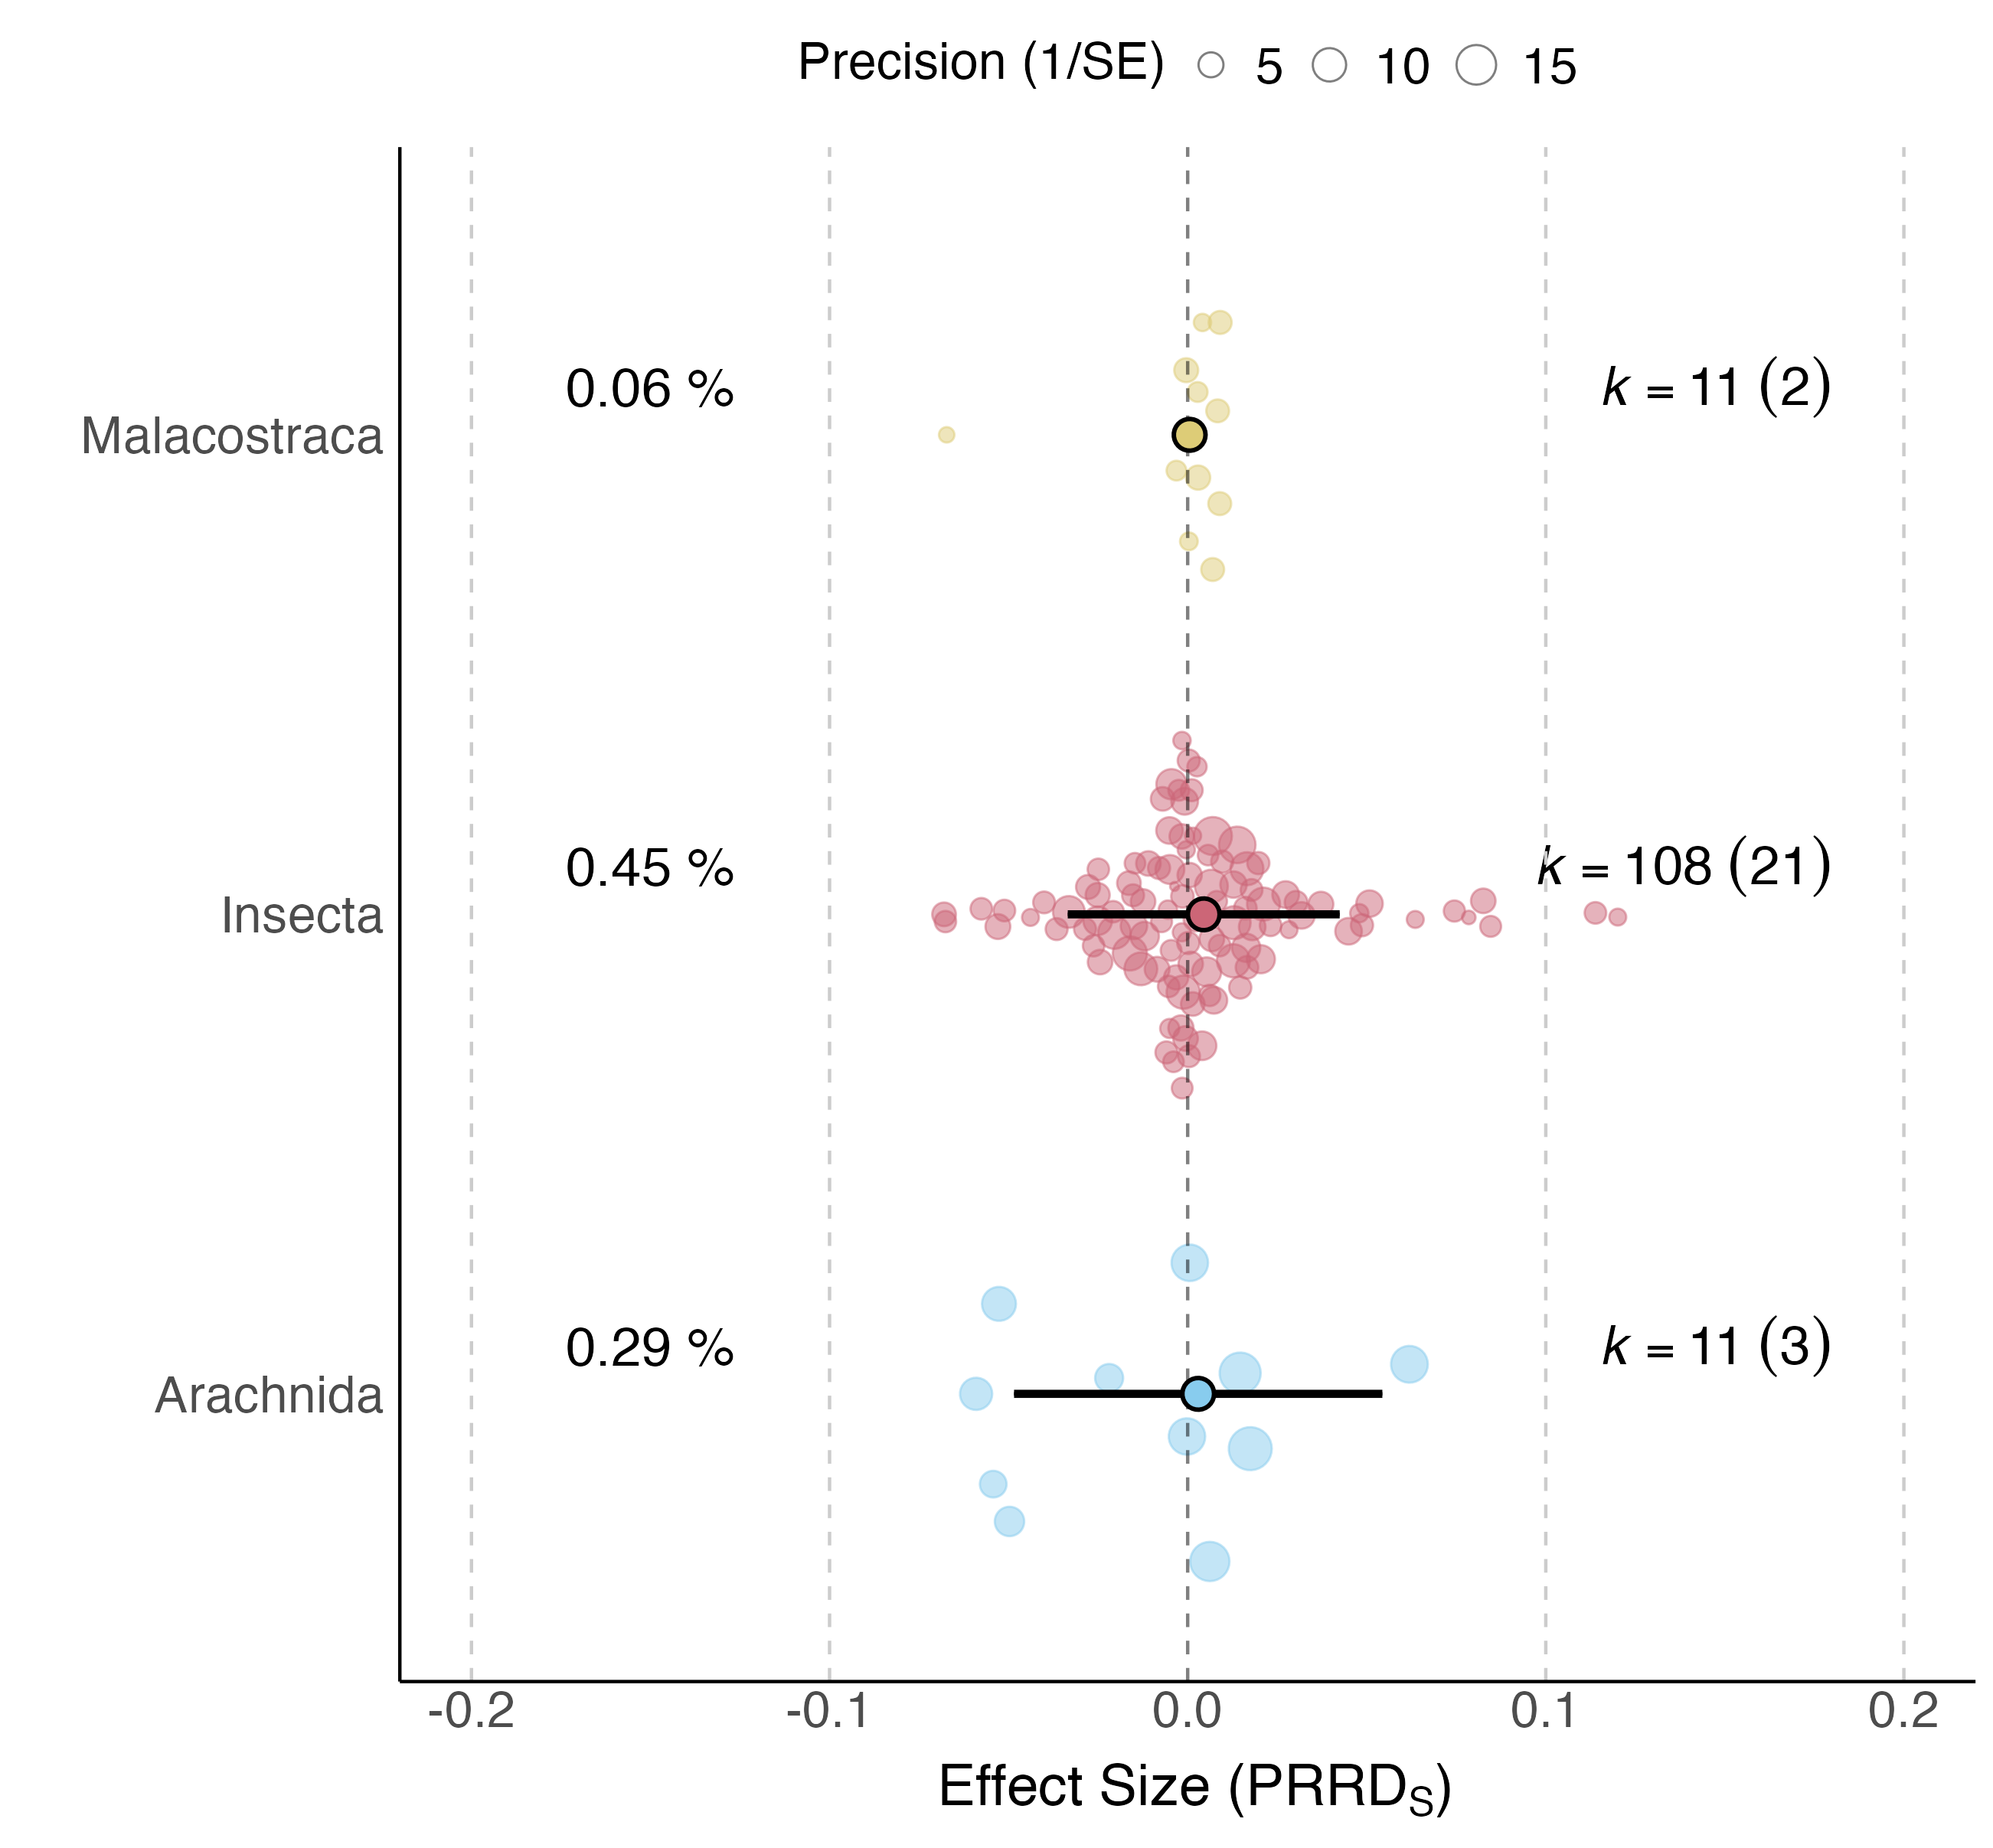 Precision (1/SE) 5 10 15
0.06 % k = 11 (2)
Malacostraca
0.45 % k = 108 (21)
Insecta
0.29 % k = 11 (3)
Arachnida
-0.2 -0.1 0.0 0.1 0.2
Effect Size (PRRD_S)